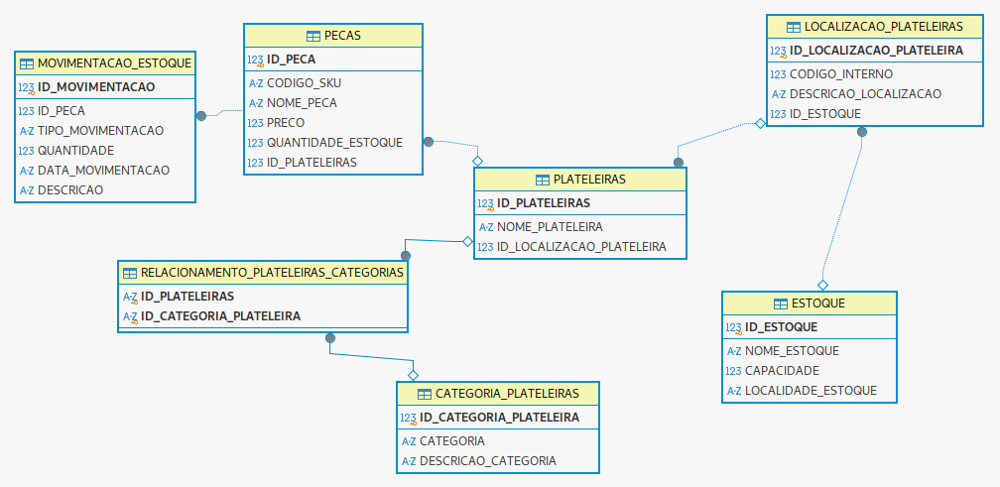 MOVIMENTACAO_ESTOQUE
123 ID_MOVIMENTACAO
123 ID_PECA
A-Z TIPO_MOVIMENTACAO
123 QUANTIDADE
A-Z DATA_MOVIMENTACAO
A-Z DESCRICAO
PECAS
123 ID_PECA
A-Z CODIGO_SKU
A-Z NOME_PECA
123 PRECO
123 QUANTIDADE_ESTOQUE
123 ID_PLATELEIRAS
LOCALIZACAO_PLATELEIRAS
123 ID_LOCALIZACAO_PLATELEIRA
123 CODIGO_INTERNO
A-Z DESCRICAO_LOCALIZACAO
123 ID_ESTOQUE
PLATELEIRAS
123 ID_PLATELEIRAS
A-Z NOME_PLATELEIRA
123 ID_LOCALIZACAO_PLATELEIRA
RELACIONAMENTO_PLATELEIRAS_CATEGORIAS
A-Z ID_PLATELEIRAS
A-Z ID_CATEGORIA_PLATELEIRA
ESTOQUE
123 ID_ESTOQUE
A-Z NOME_ESTOQUE
123 CAPACIDADE
A-Z LOCALIDADE_ESTOQUE
CATEGORIA_PLATELEIRAS
123 ID_CATEGORIA_PLATELEIRA
A-Z CATEGORIA
A-Z DESCRICAO_CATEGORIA